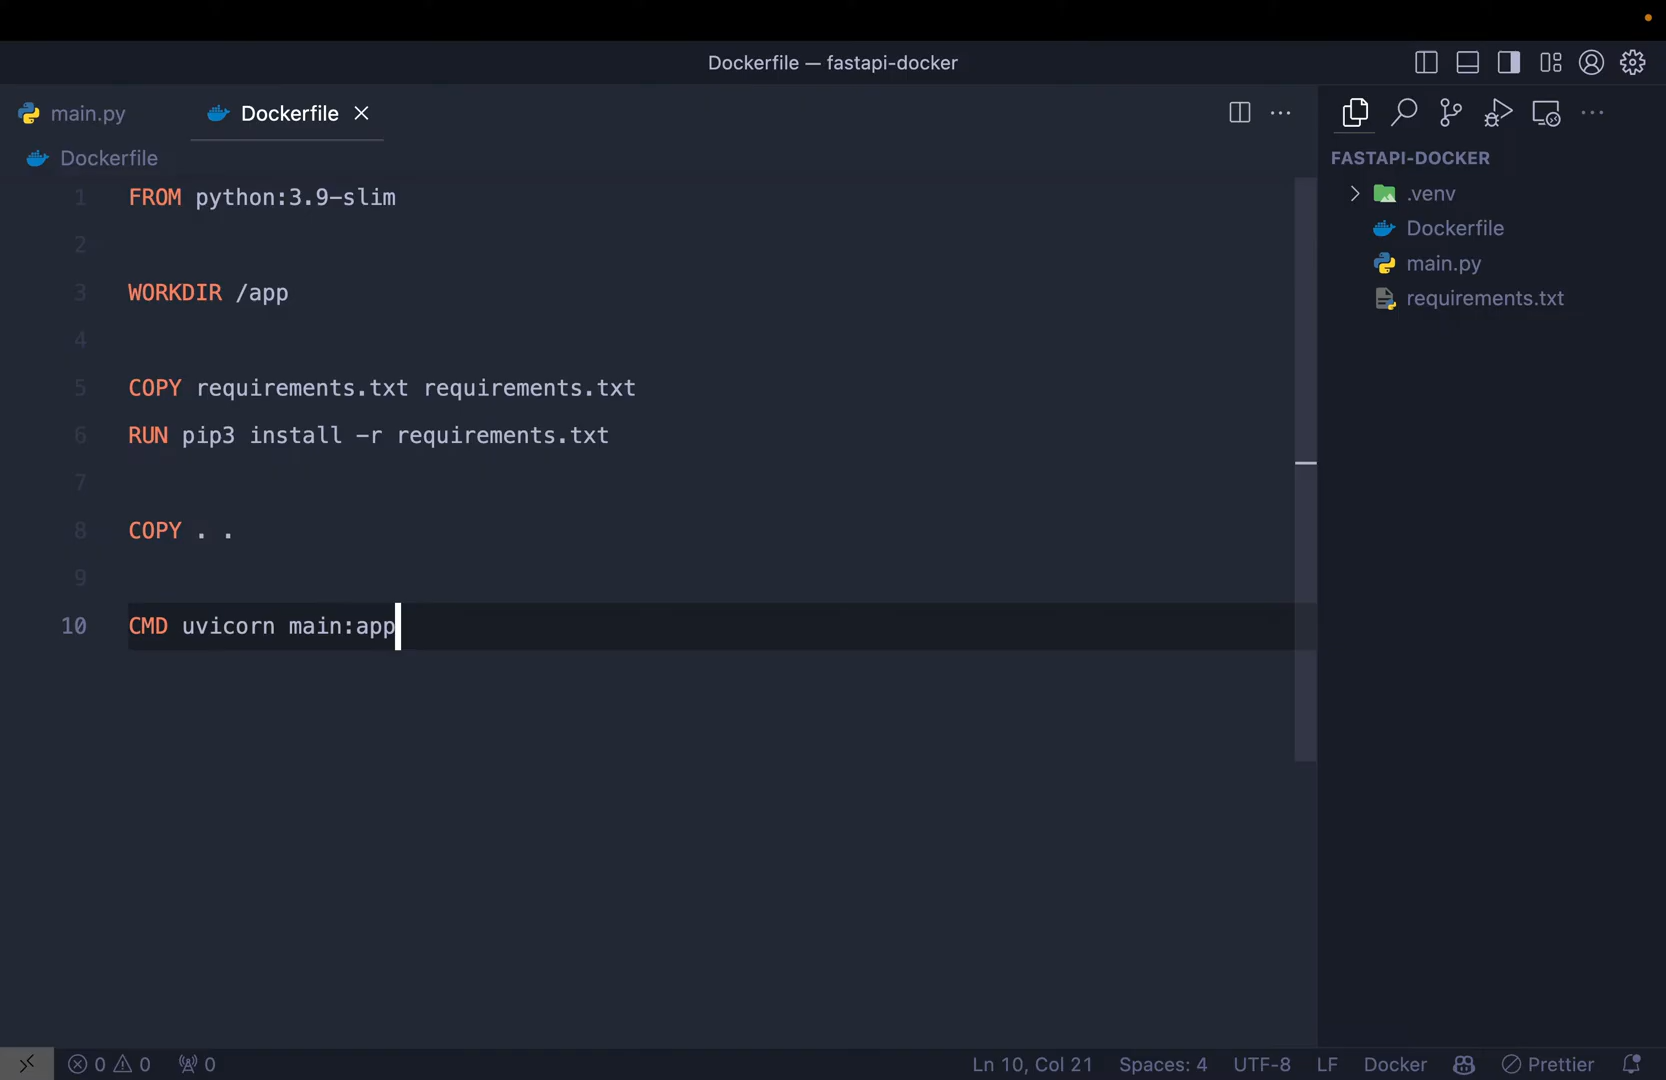 Dockerfile — fastapi-docker
main.py
Dockerfile
Dockerfile
1 FROM python:3.9-slim
2
3 WORKDIR /app
4
5 COPY requirements.txt requirements.txt
6 RUN pip3 install -r requirements.txt
7
8 COPY . .
9
10 CMD uvicorn main:app
FASTAPI-DOCKER
.venv
Dockerfile
main.py
requirements.txt
0 0 0
Ln 10, Col 21 Spaces: 4 UTF-8 LF Docker Prettier